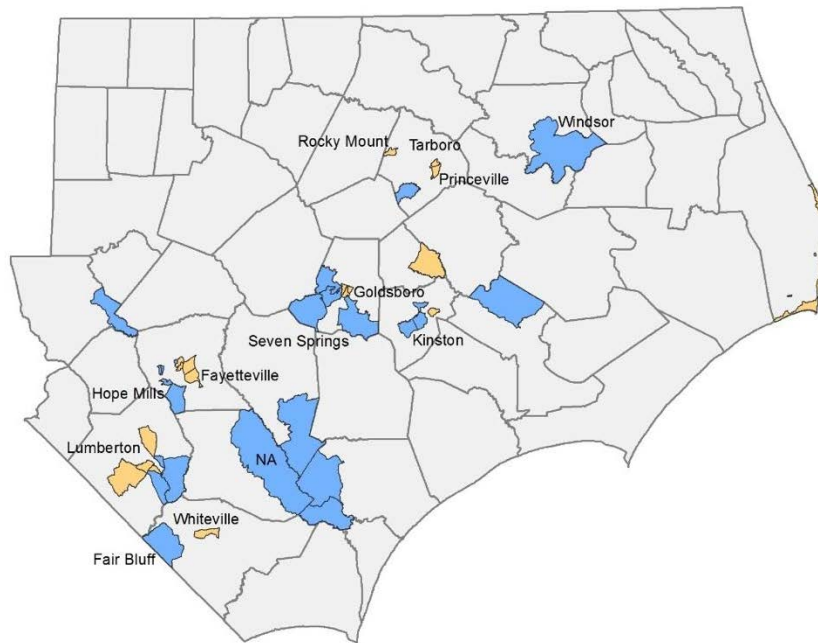 Windsor
Rocky Mount
Tarboro
Princeville
Goldsboro
Seven Springs
Kinston
Fayetteville
Hope Mills
Lumberton
NA
Whiteville
Fair Bluff